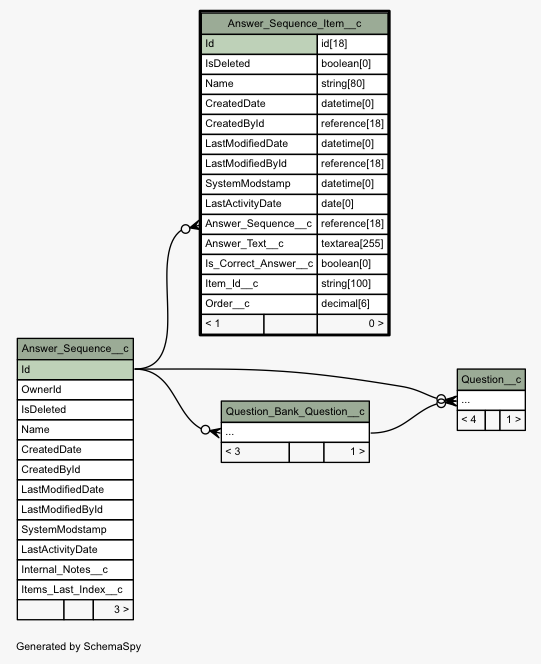 Answer_Sequence_Item__c
Id id[18]
IsDeleted boolean[0]
Name string[80]
CreatedDate datetime[0]
CreatedById reference[18]
LastModifiedDate datetime[0]
LastModifiedById reference[18]
SystemModstamp datetime[0]
LastActivityDate date[0]
Answer_Sequence__c reference[18]
Answer_Text__c textarea[255]
Is_Correct_Answer__c boolean[0]
Item_Id__c string[100]
Order__c decimal[6]
< 1 0 >
Answer_Sequence__c
Id
OwnerId
IsDeleted
Name
CreatedDate
CreatedById
LastModifiedDate
LastModifiedById
SystemModstamp
LastActivityDate
Internal_Notes__c
Items_Last_Index__c
3 >
Question_Bank_Question__c
...
< 3 1 >
Question__c
...
< 4 1 >
Generated by SchemaSpy